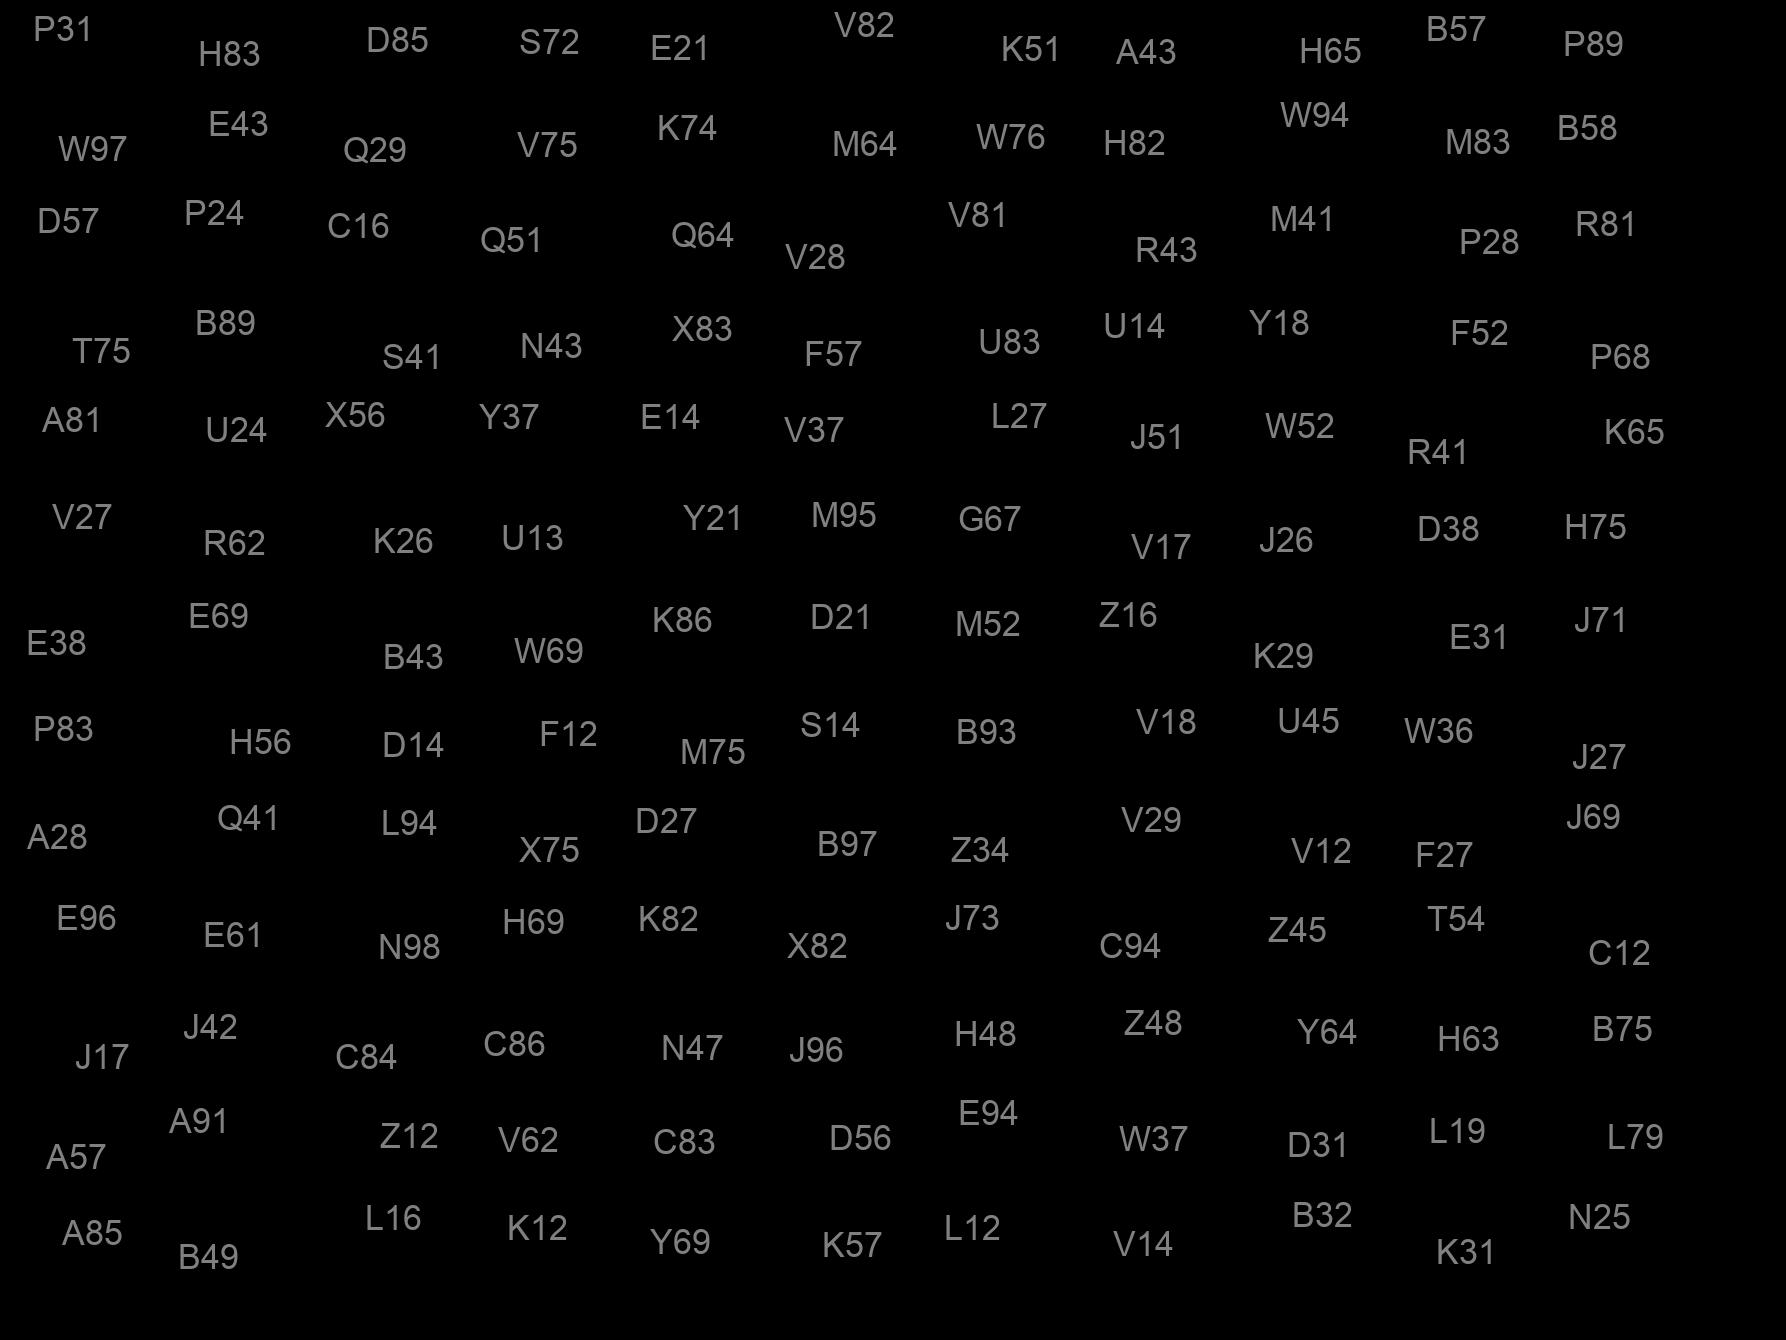 P31 H83 D85 S72 E21 V82 K51 A43 H65 B57 P89
W97 E43 Q29 V75 K74 M64 W76 H82 W94 M83 B58
D57 P24 C16 Q51 Q64 V28 V81 R43 M41 P28 R81
T75 B89 S41 N43 X83 F57 U83 U14 Y18 F52 P68
A81 U24 X56 Y37 E14 V37 L27 J51 W52 R41 K65
V27 R62 K26 U13 Y21 M95 G67 V17 J26 D38 H75
E38 E69 B43 W69 K86 D21 M52 Z16 K29 E31 J71
P83 H56 D14 F12 M75 S14 B93 V18 U45 W36 J27
A28 Q41 L94 X75 D27 B97 Z34 V29 V12 F27 J69
E96 E61 N98 H69 K82 X82 J73 C94 Z45 T54 C12
J17 J42 C84 C86 N47 J96 H48 Z48 Y64 H63 B75
A57 A91 Z12 V62 C83 D56 E94 W37 D31 L19 L79
A85 B49 L16 K12 Y69 K57 L12 V14 B32 K31 N25